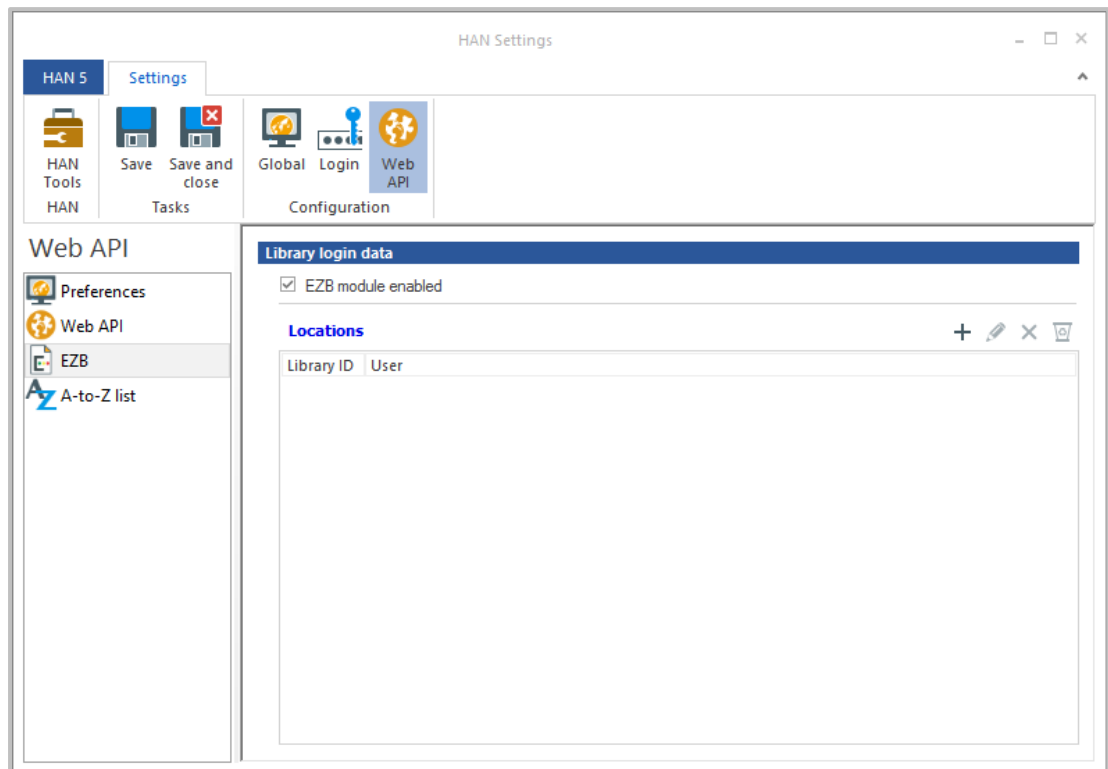 HAN Settings
HAN 5 Settings
HAN Tools
Save
Save and close
Global
Login
Web API
HAN
Tasks
Configuration
Web API
Preferences
Web API
EZB
A-to-Z list
Library login data
EZB module enabled
Locations
Library ID User